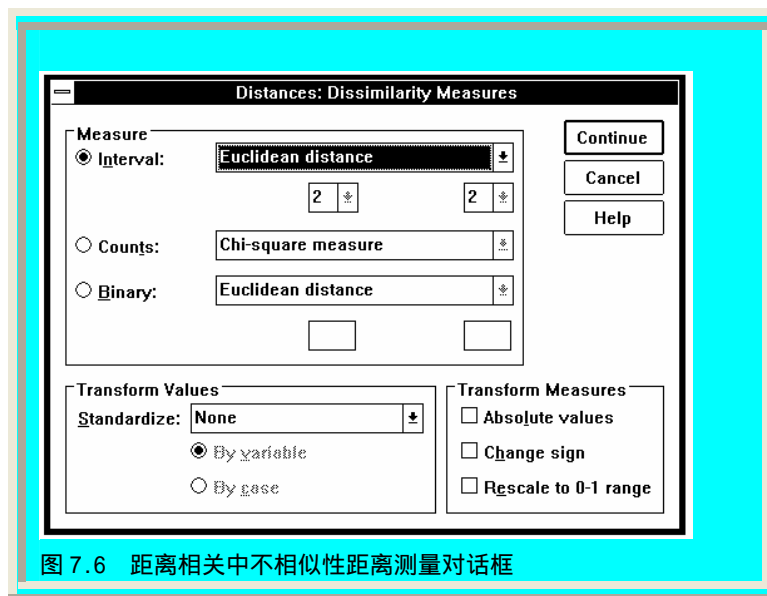 Distances: Dissimilarity Measures
Measure
Interval:
Euclidean distance
2
2
Counts:
Chi-square measure
Binary:
Euclidean distance
Continue
Cancel
Help
Transform Values
Standardize:
None
By variable
By case
Transform Measures
Absolute values
Change sign
Rescale to 0-1 range
图 7.6 距离相关中不相似性距离测量对话框